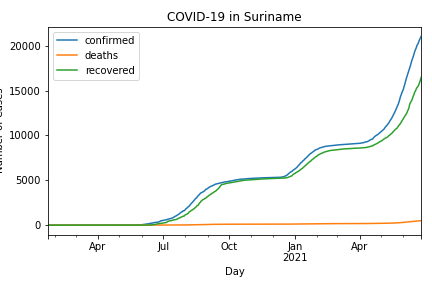 COVID-19 in Suriname
confirmed
deaths
recovered
20000
15000
10000
5000
0
Apr
Jul
Oct
Jan
2021
Apr
Day